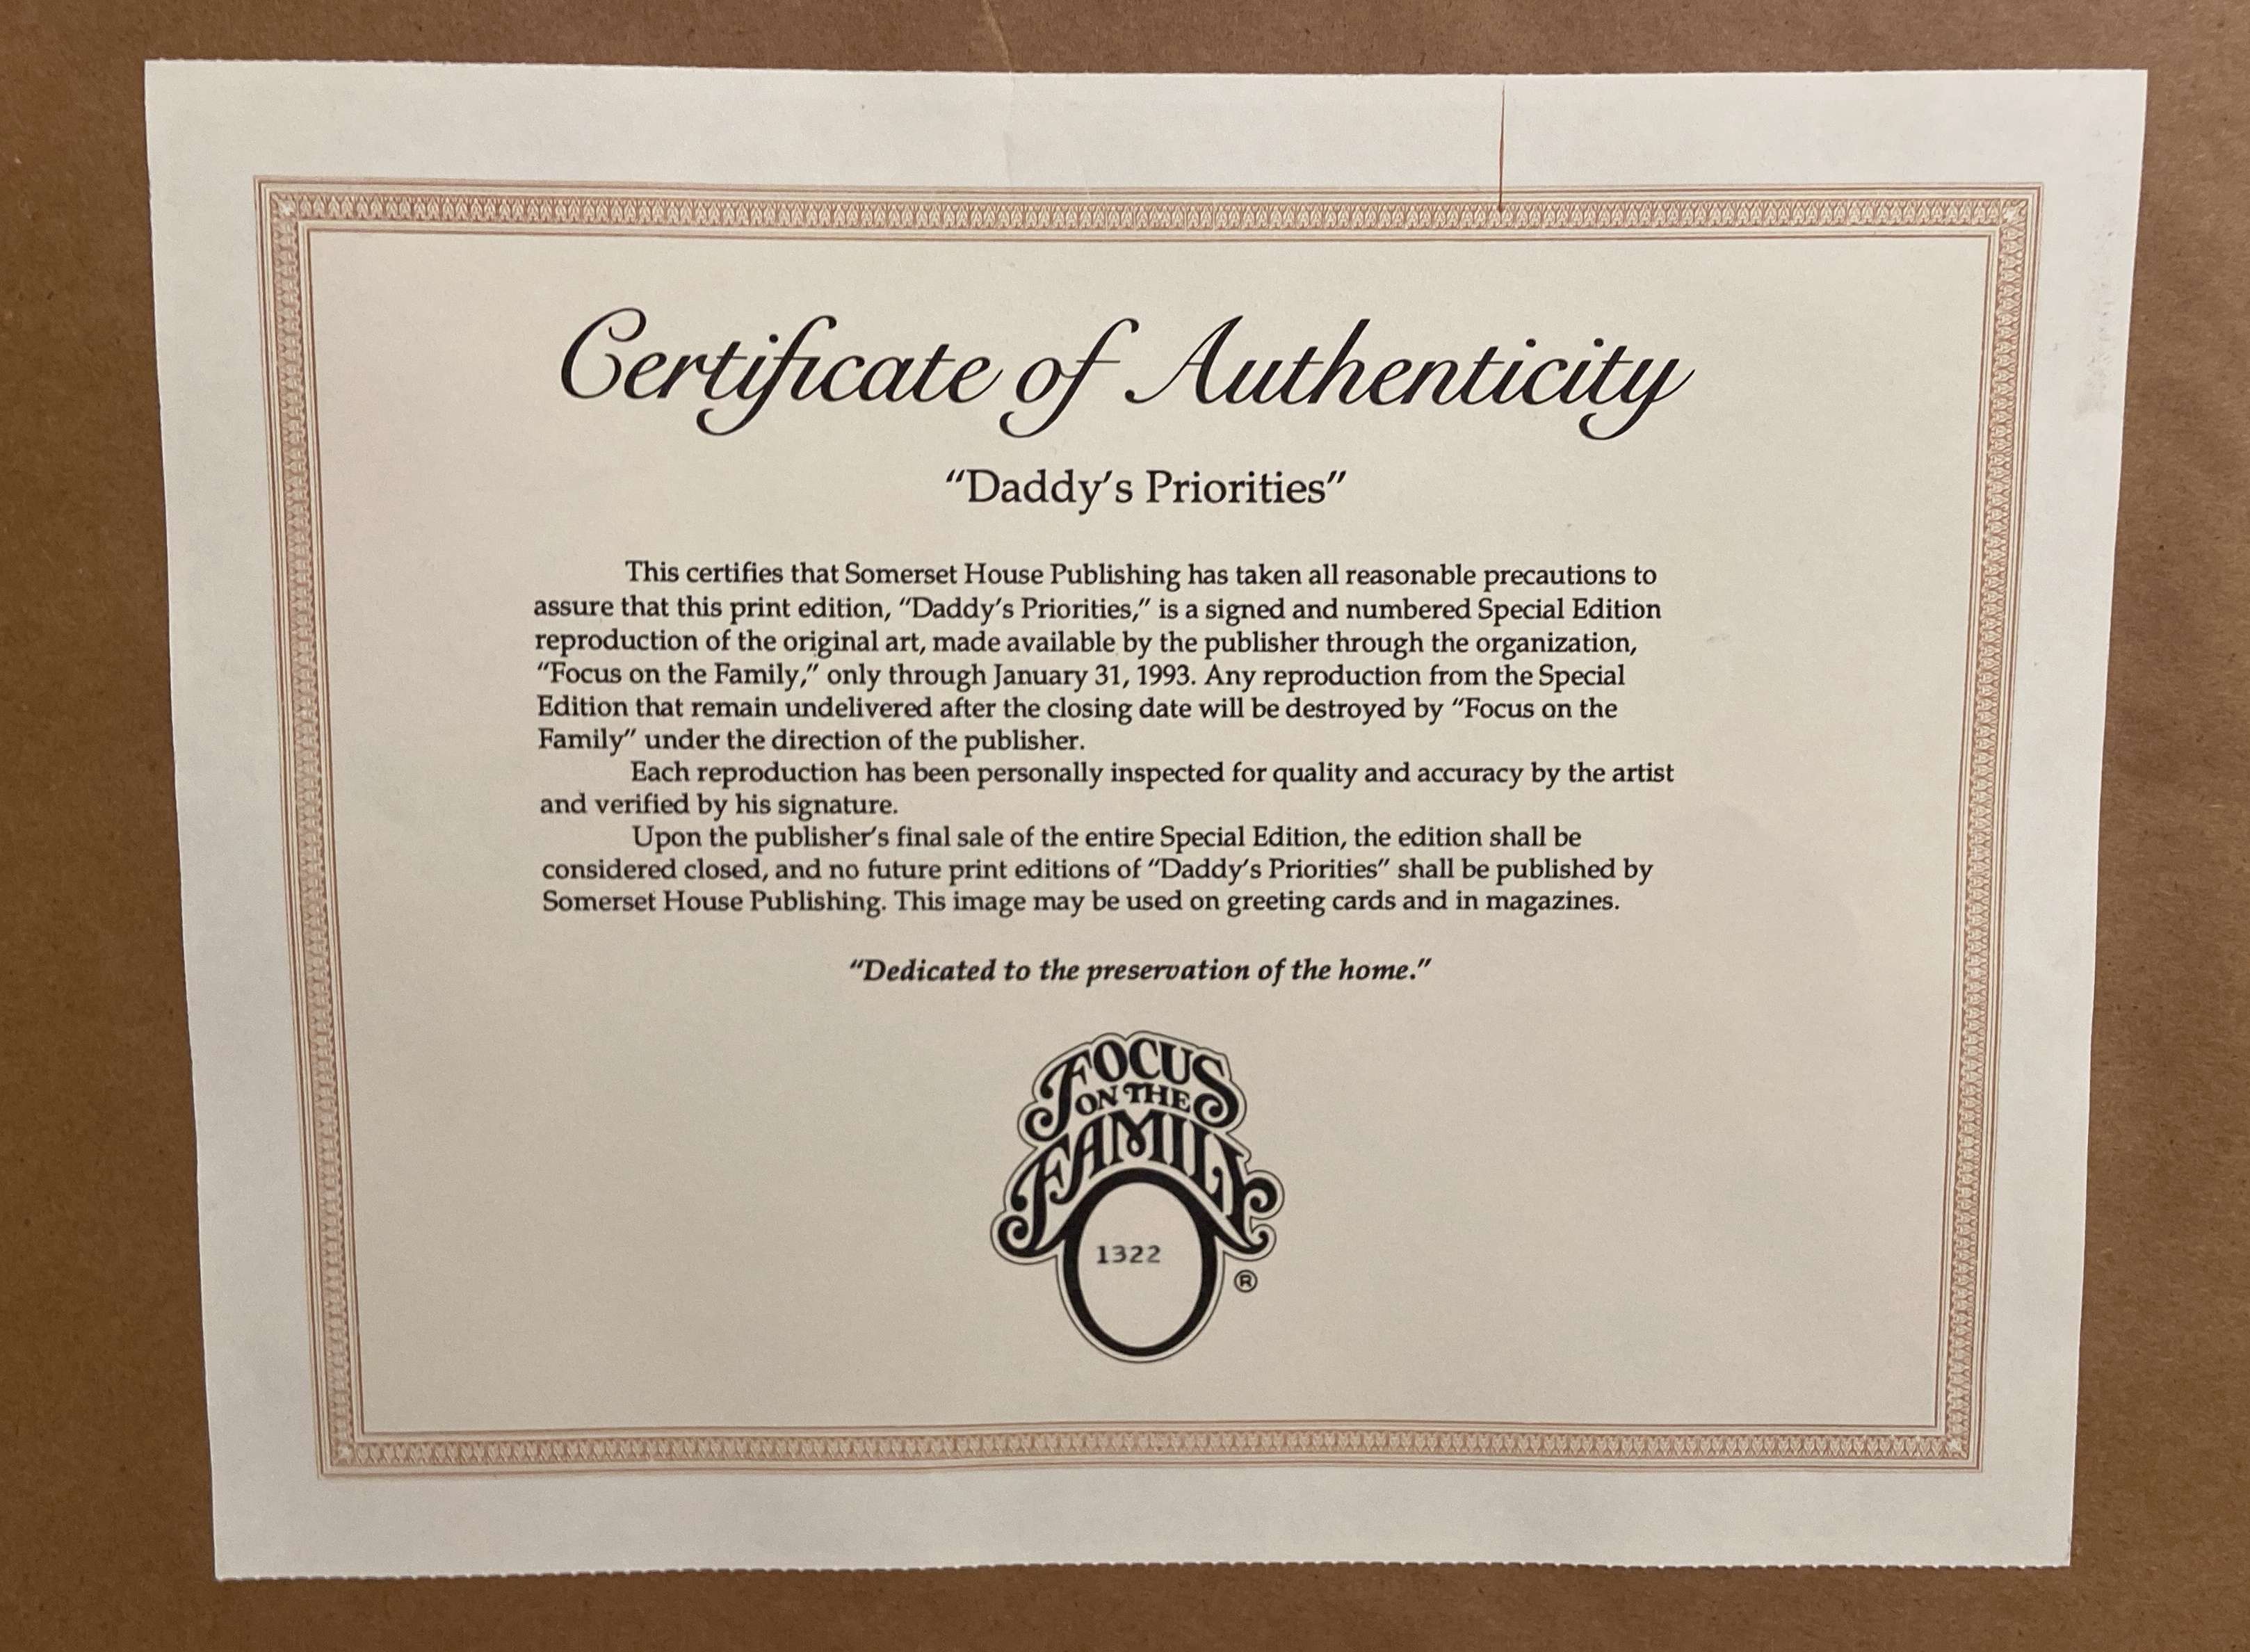 Certificate of Authenticity
“Daddy’s Priorities”
This certifies that Somerset House Publishing has taken all reasonable precautions to
assure that this print edition, “Daddy’s Priorities,” is a signed and numbered Special Edition
reproduction of the original art, made available by the publisher through the organization,
“Focus on the Family,” only through January 31, 1993. Any reproduction from the Special
Edition that remain undelivered after the closing date will be destroyed by “Focus on the
Family” under the direction of the publisher.
Each reproduction has been personally inspected for quality and accuracy by the artist
and verified by his signature.
Upon the publisher’s final sale of the entire Special Edition, the edition shall be
considered closed, and no future print editions of “Daddy’s Priorities” shall be published by
Somerset House Publishing. This image may be used on greeting cards and in magazines.
“Dedicated to the preservation of the home.”
FOCUS
ON THE
FAMILY
1322
®